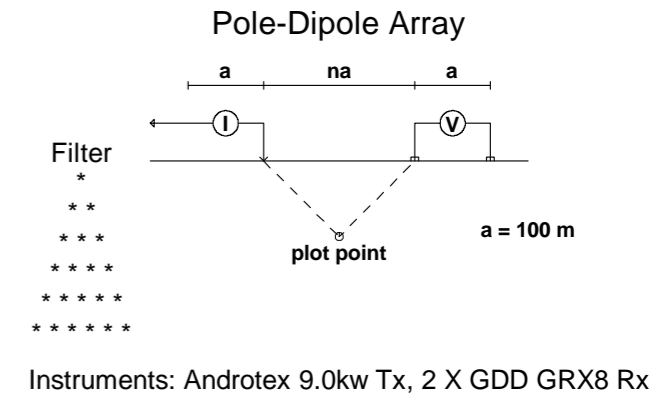 Pole-Dipole Array
a na a
I V
Filter
*
* *
* * *
* * * *
* * * * *
* * * * * *
plot point
a = 100 m
Instruments: Androtex 9.0kw Tx, 2 X GDD GRX8 Rx